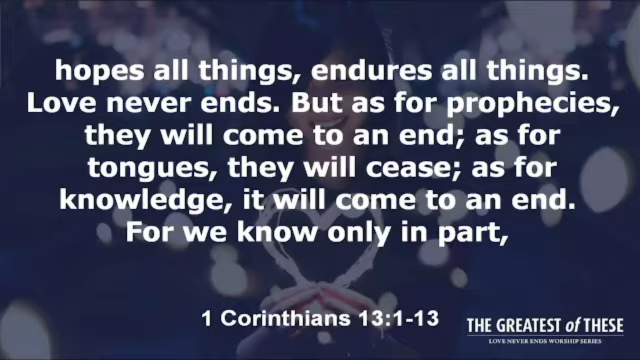 hopes all things, endures all things.
Love never ends. But as for prophecies,
they will come to an end; as for
tongues, they will cease; as for
knowledge, it will come to an end.
For we know only in part,
1 Corinthians 13:1-13
THE GREATEST of THESE
LOVE NEVER ENDS WORSHIP SERIES